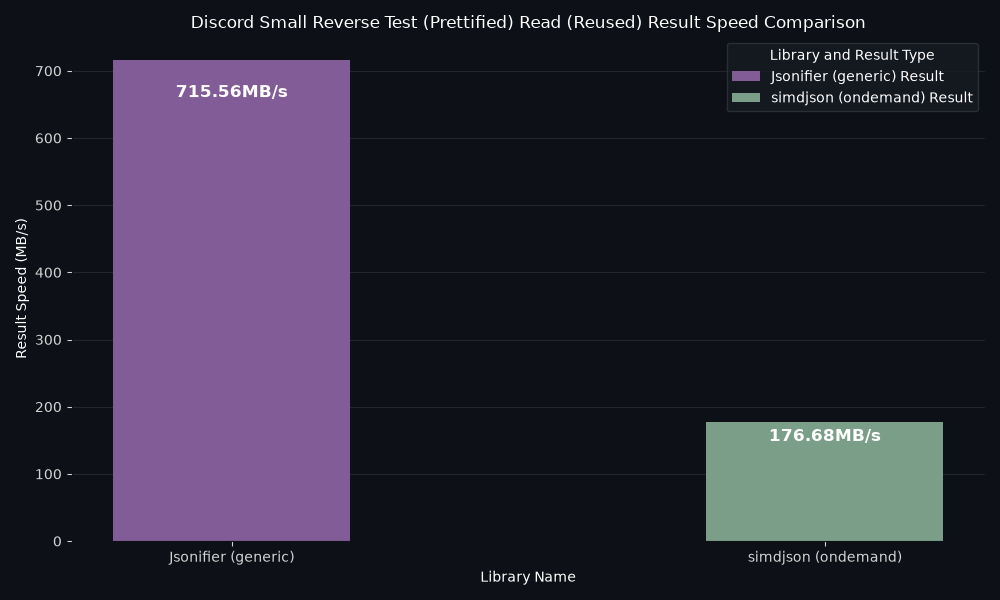 Discord Small Reverse Test (Prettified) Read (Reused) Result Speed Comparison
Library and Result Type
Jsonifier (generic) Result
simdjson (ondemand) Result
700
600
500
400
300
200
100
0
Result Speed (MB/s)
715.56MB/s
176.68MB/s
Jsonifier (generic)
simdjson (ondemand)
Library Name